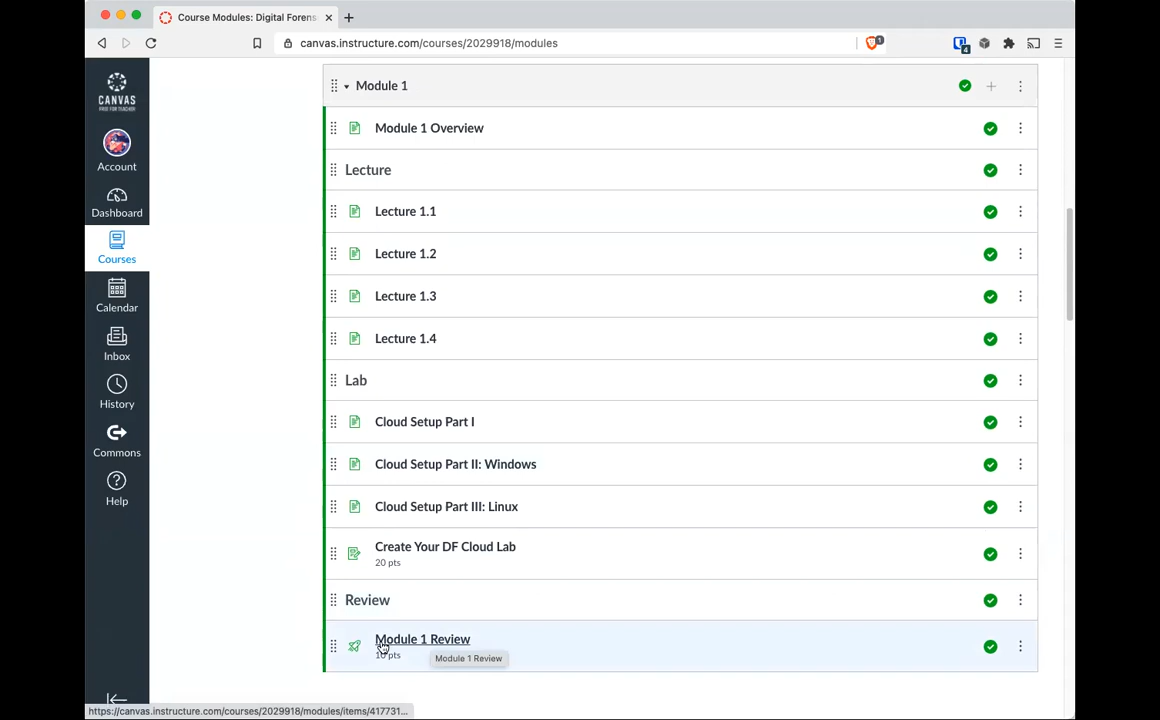 Course Modules: Digital Forens
canvas.instructure.com/courses/2029918/modules
1
4
CANVAS
FREE FOR TEACHER
Account
Dashboard
Courses
Calendar
Inbox
History
Commons
Help
Module 1
Module 1 Overview
Lecture
Lecture 1.1
Lecture 1.2
Lecture 1.3
Lecture 1.4
Lab
Cloud Setup Part I
Cloud Setup Part II: Windows
Cloud Setup Part III: Linux
Create Your DF Cloud Lab
20 pts
Review
Module 1 Review
10 pts
Module 1 Review
https://canvas.instructure.com/courses/2029918/modules/items/417731...